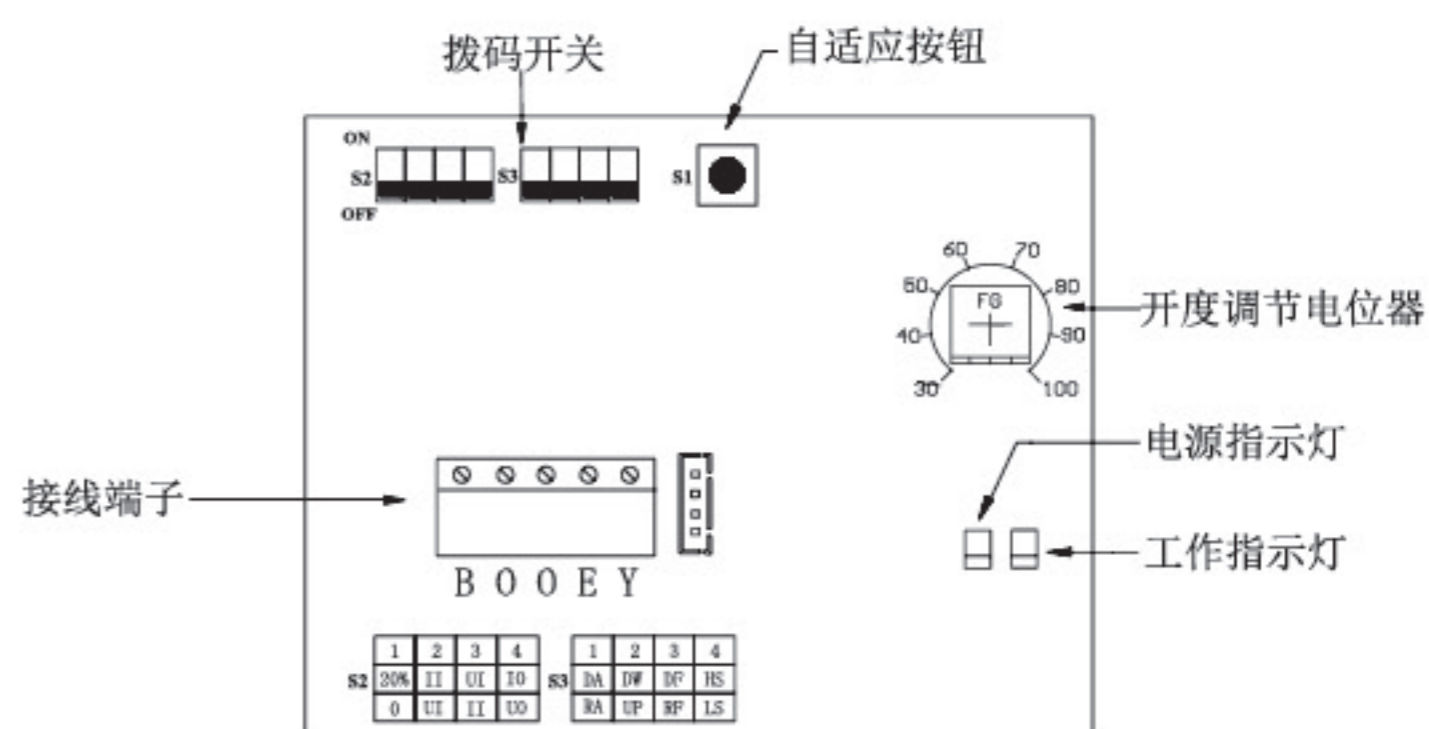 拨码开关
自适应按钮
ON
S2
S3
S1
OFF
60
70
50
80
FG
开度调节电位器
40
90
30
100
电源指示灯
接线端子
工作指示灯
B O O E Y
1 2 3 4
1 2 3 4
S2 20% II UI IO
S3 DA DW DF HS
0 UI II UO
RA UP RF LS